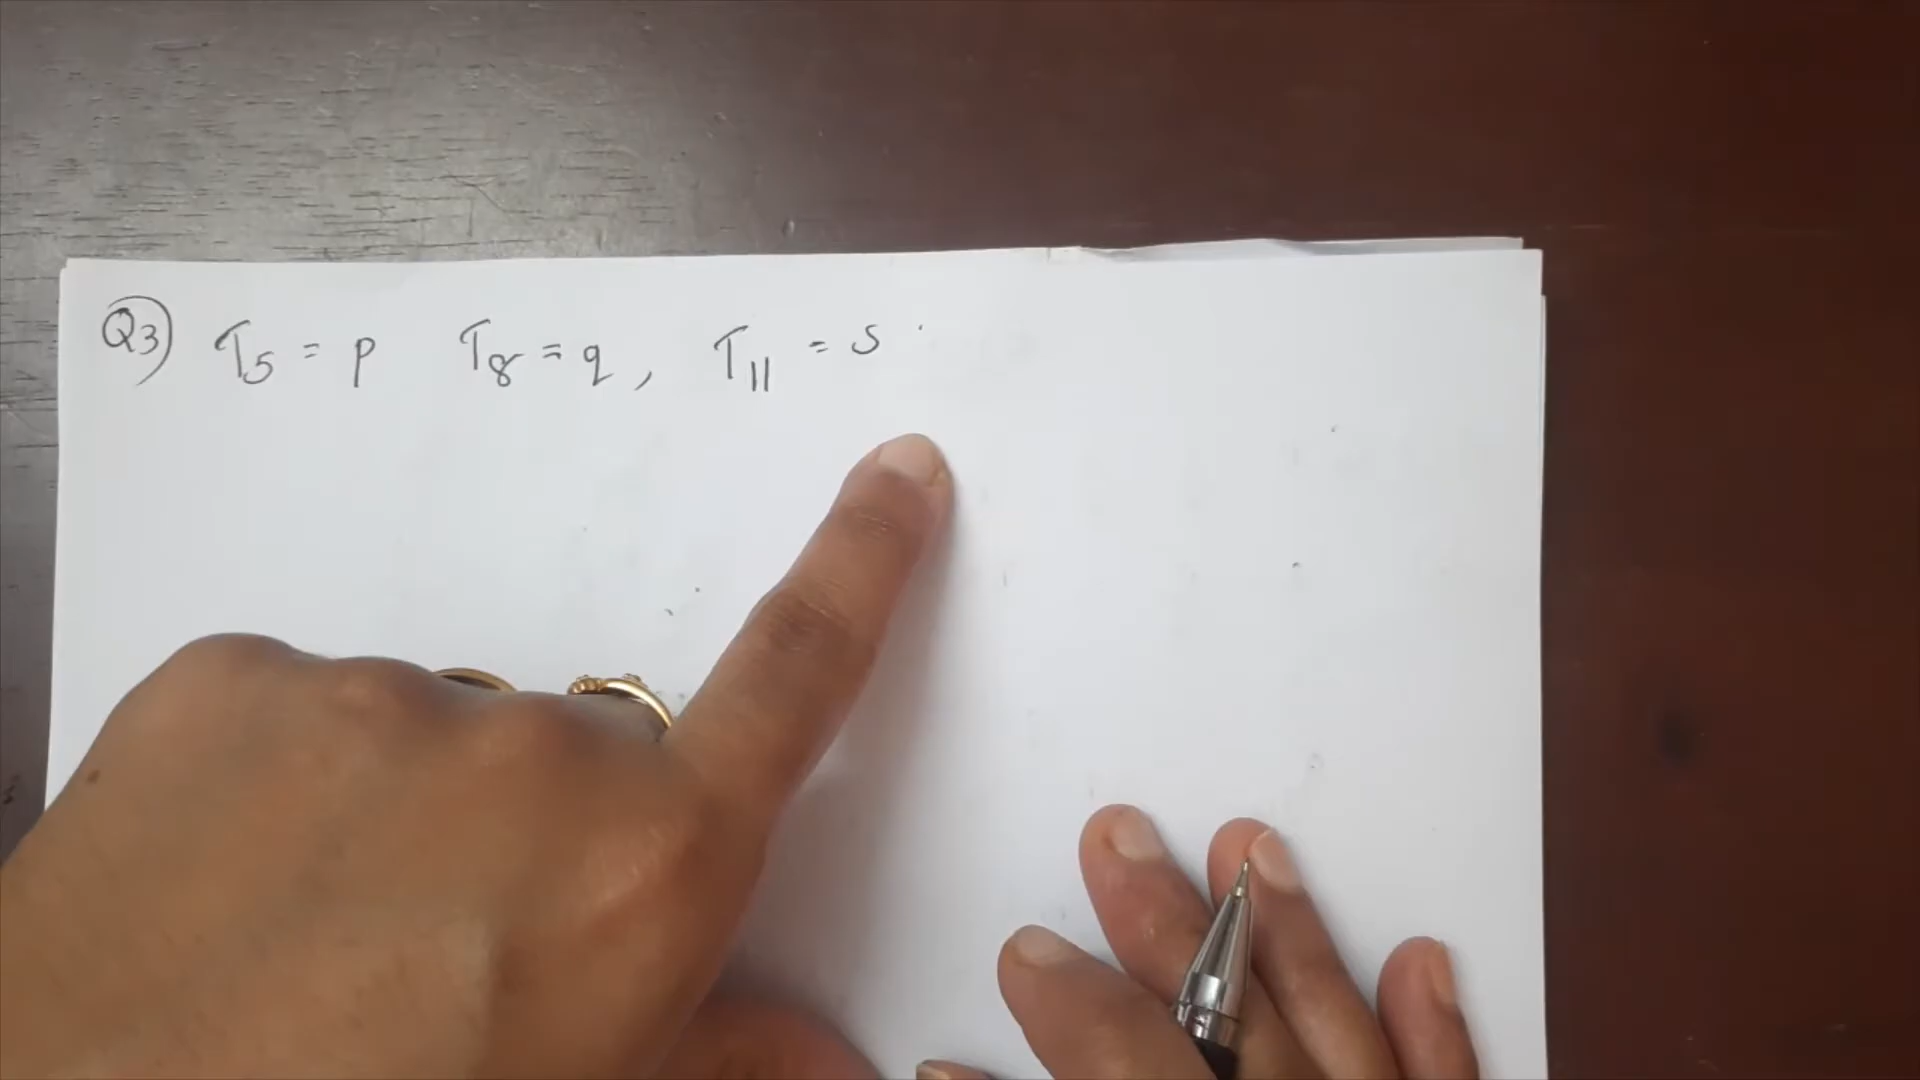 Q3) T5 = p T8 = q, T11 = s